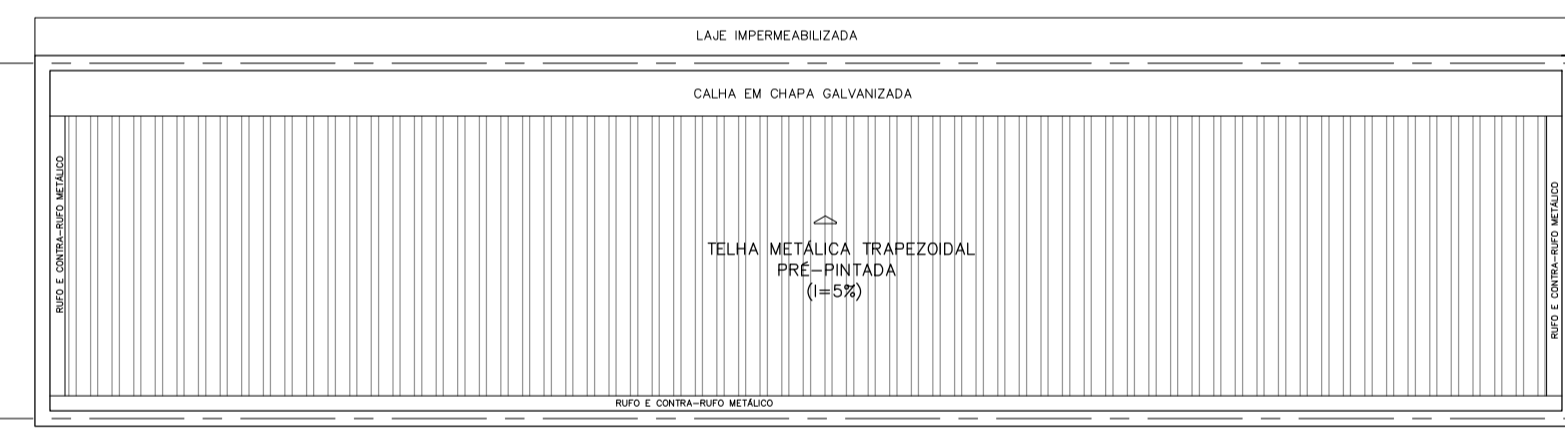 LAJE IMPERMEABILIZADA
CALHA EM CHAPA GALVANIZADA
RUFO E CONTRA-RUFO METÁLICO
TELHA METÁLICA TRAPEZOIDAL
PRÉ-PINTADA
(I=5%)
RUFO E CONTRA-RUFO METÁLICO
RUFO E CONTRA-RUFO METÁLICO